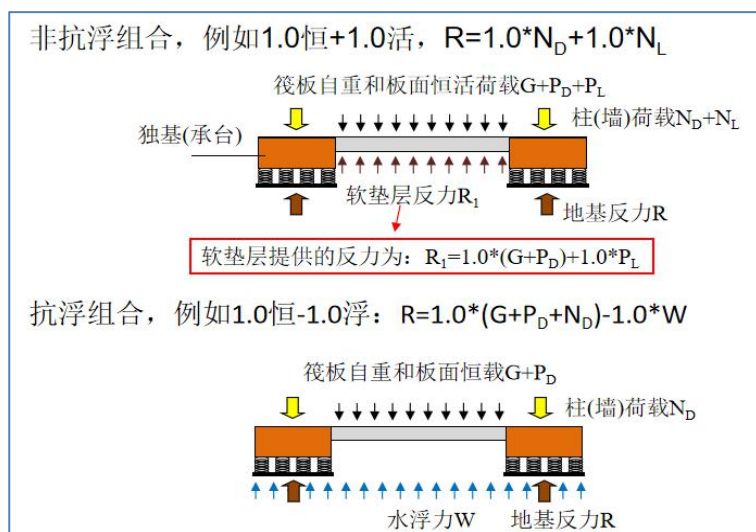 非抗浮组合，例如1.0恒+1.0活，R=1.0*N_D+1.0*N_L
筏板自重和板面恒活荷载G+P_D+P_L
柱(墙)荷载N_D+N_L
独基(承台)
软垫层反力R_1
地基反力R
软垫层提供的反力为：R_1=1.0*(G+P_D)+1.0*P_L
抗浮组合，例如1.0恒-1.0浮：R=1.0*(G+P_D+N_D)-1.0*W
筏板自重和板面恒载G+P_D
柱(墙)荷载N_D
水浮力W
地基反力R